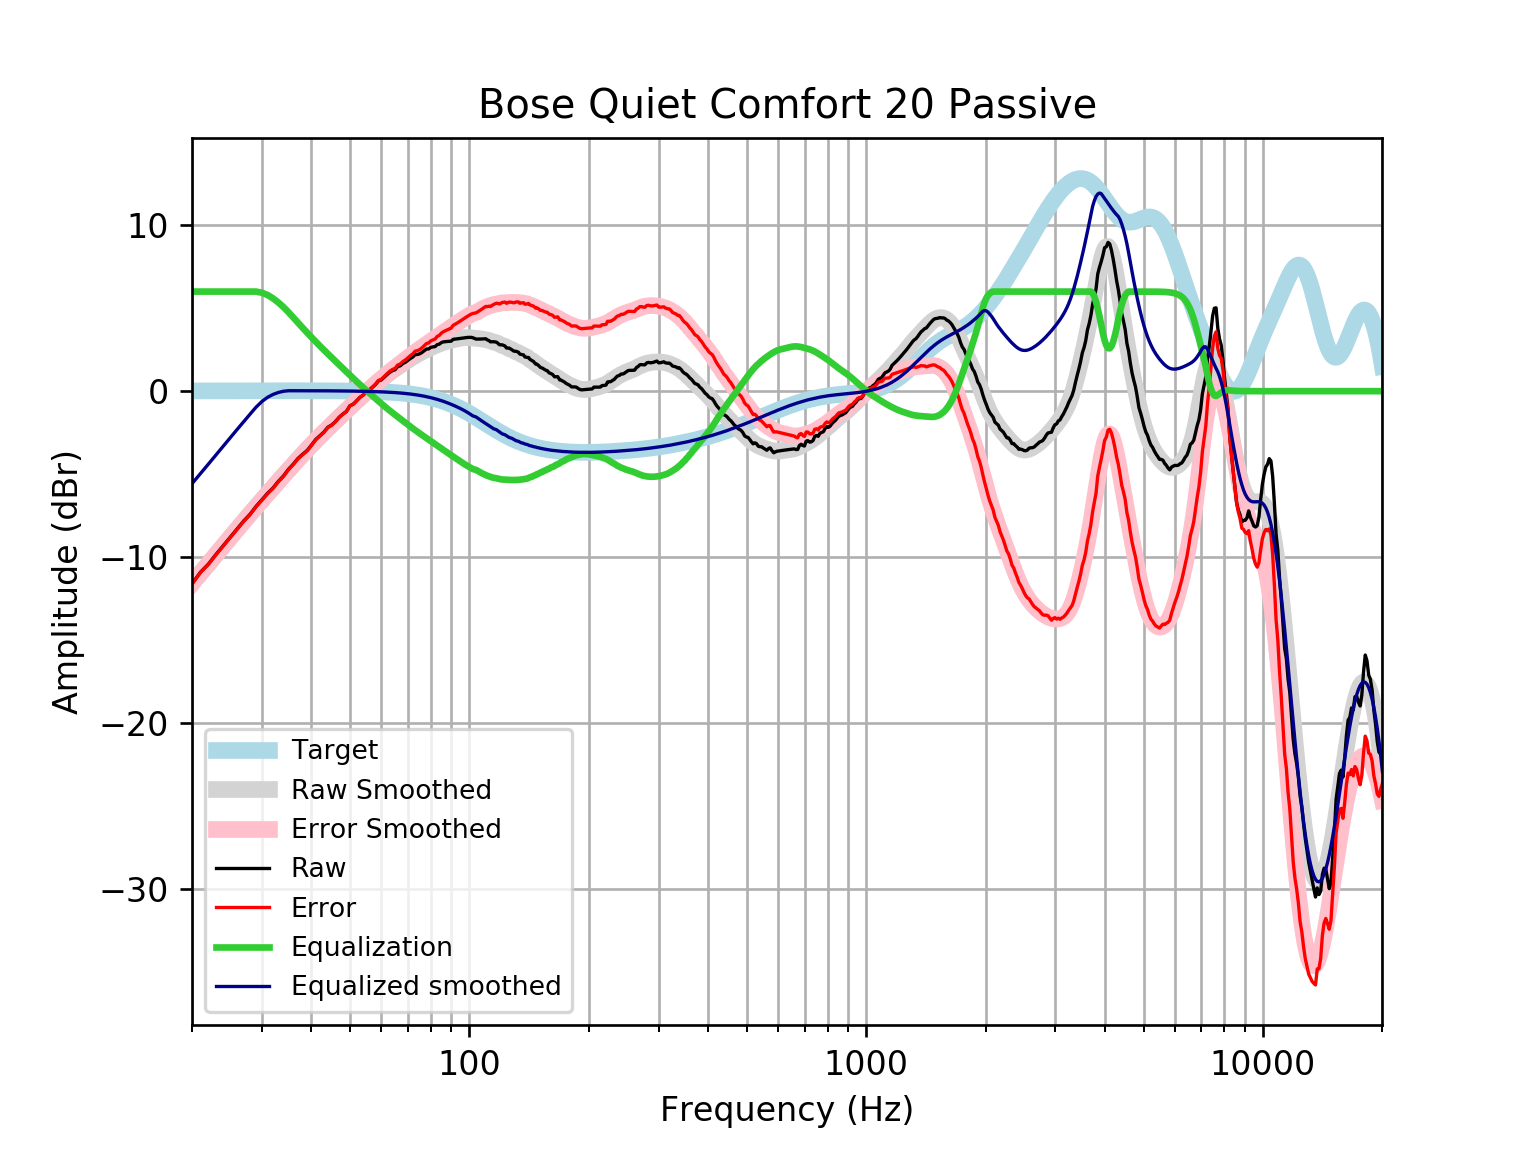 Bose Quiet Comfort 20 Passive
Amplitude (dBr)
10
0
−10
−20
−30
Target
Raw Smoothed
Error Smoothed
Raw
Error
Equalization
Equalized smoothed
100 1000 10000
Frequency (Hz)